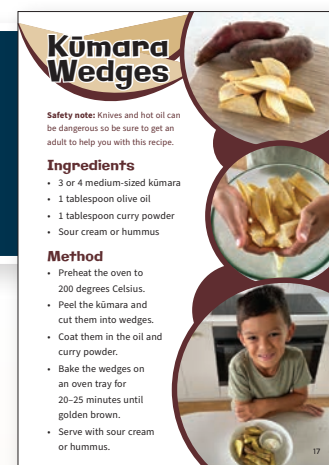 Kūmara
Wedges
Safety note: Knives and hot oil can
be dangerous so be sure to get an
adult to help you with this recipe.
Ingredients
• 3 or 4 medium-sized kūmara
• 1 tablespoon olive oil
• 1 tablespoon curry powder
• Sour cream or hummus
Method
• Preheat the oven to
200 degrees Celsius.
• Peel the kūmara and
cut them into wedges.
• Coat them in the oil and
curry powder.
• Bake the wedges on
an oven tray for
20–25 minutes until
golden brown.
• Serve with sour cream
or hummus.
17